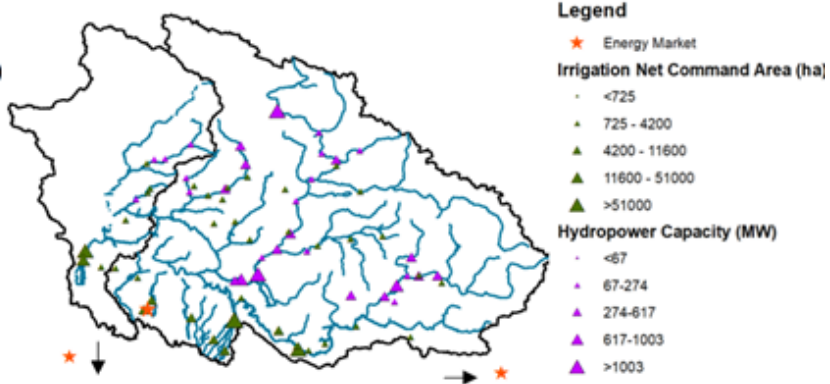 Legend
Energy Market
Irrigation Net Command Area (ha)
<725
725 - 4200
4200 - 11600
11600 - 51000
>51000
Hydropower Capacity (MW)
<67
67-274
274-617
617-1003
>1003